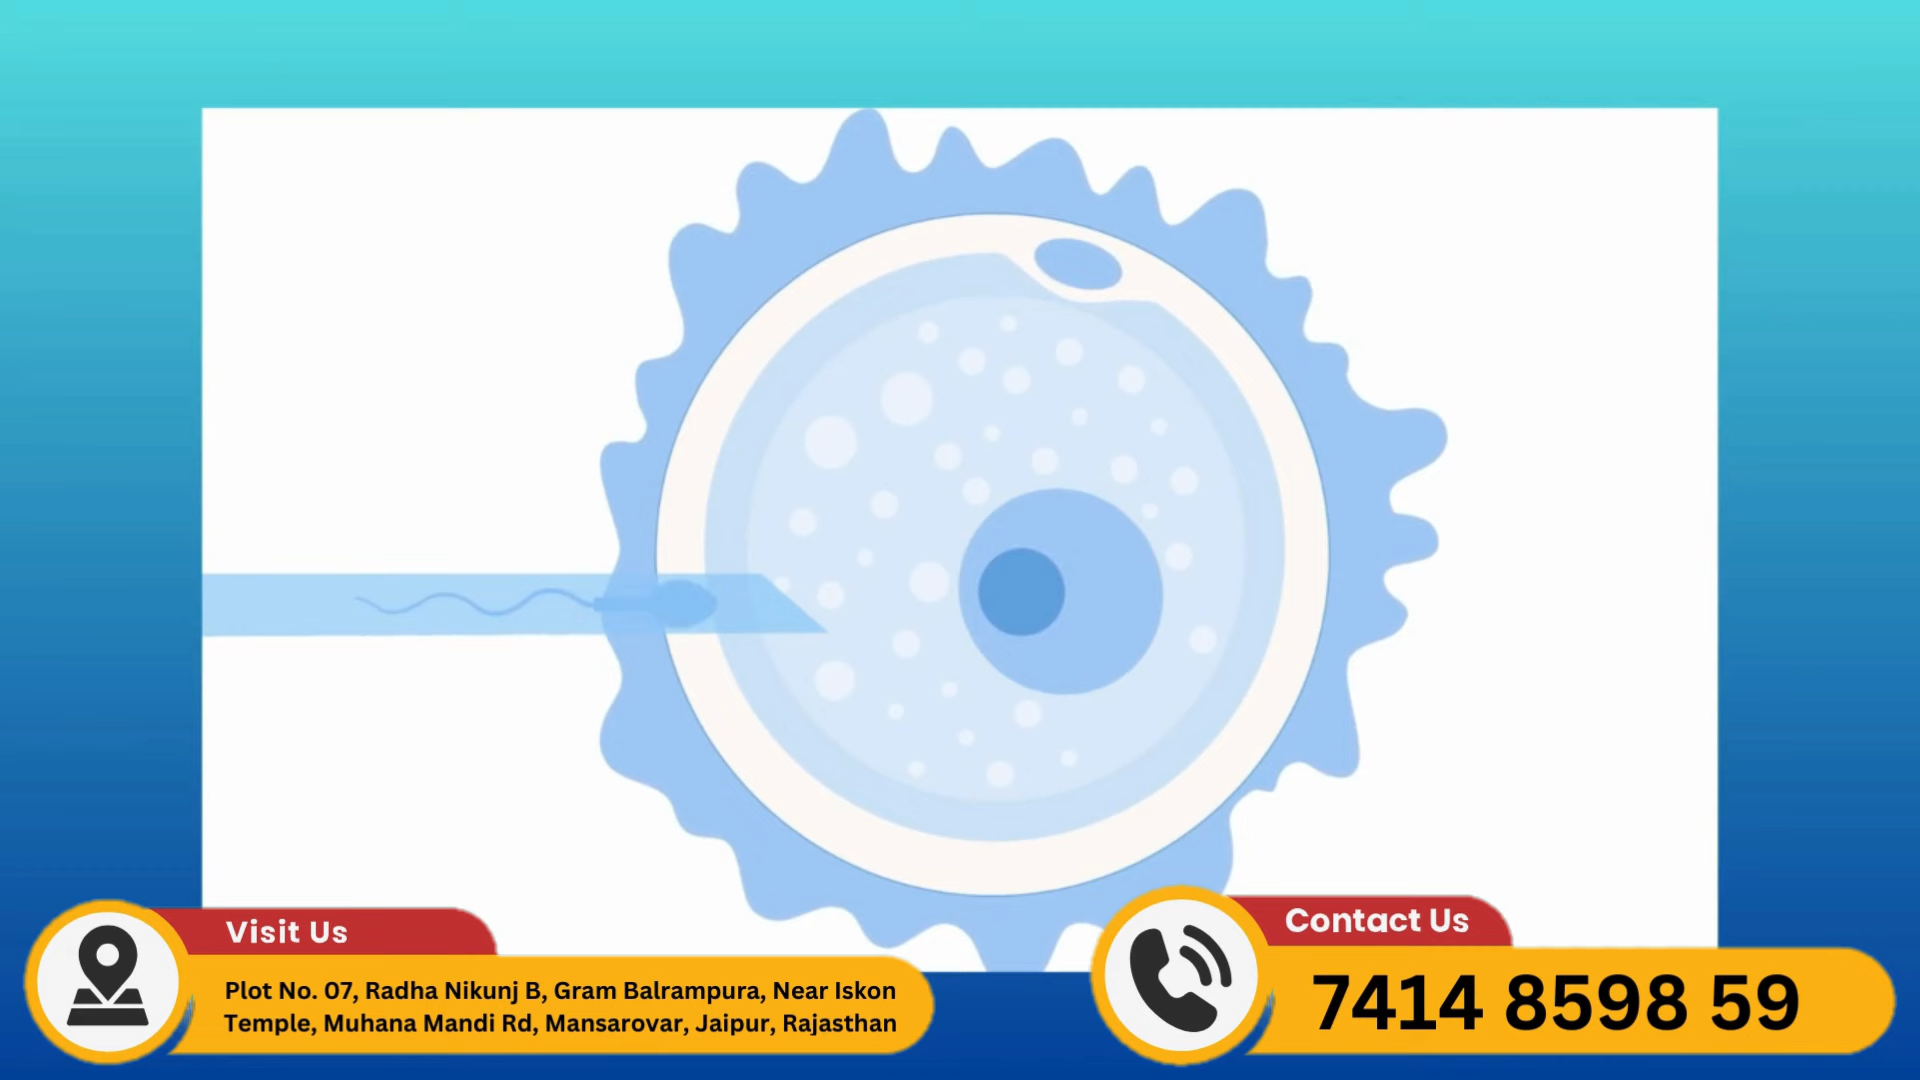 Visit Us
Plot No. 07, Radha Nikunj B, Gram Balrampura, Near Iskon
Temple, Muhana Mandi Rd, Mansarovar, Jaipur, Rajasthan
Contact Us
7414 8598 59